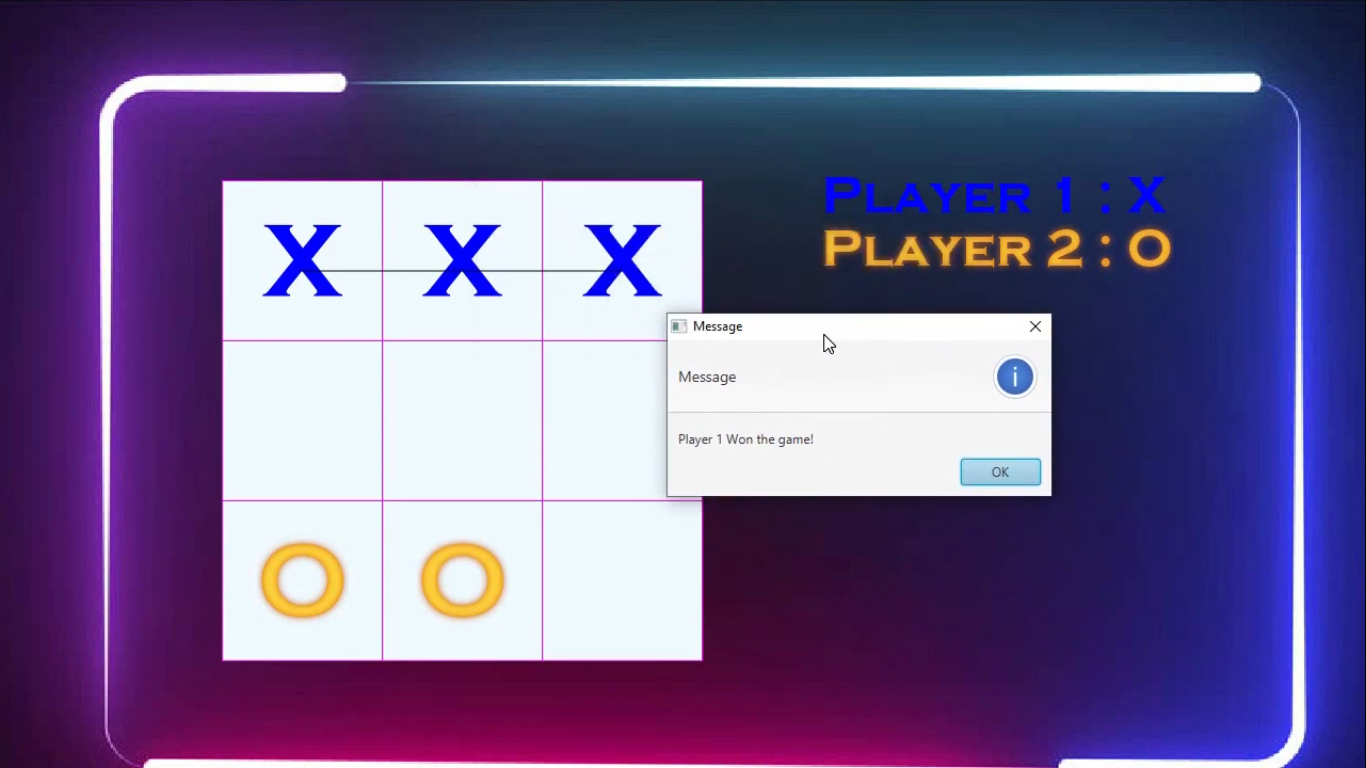 X X X
O O
Player 1 : X
Player 2 : O
Message
Message
Player 1 Won the game!
OK